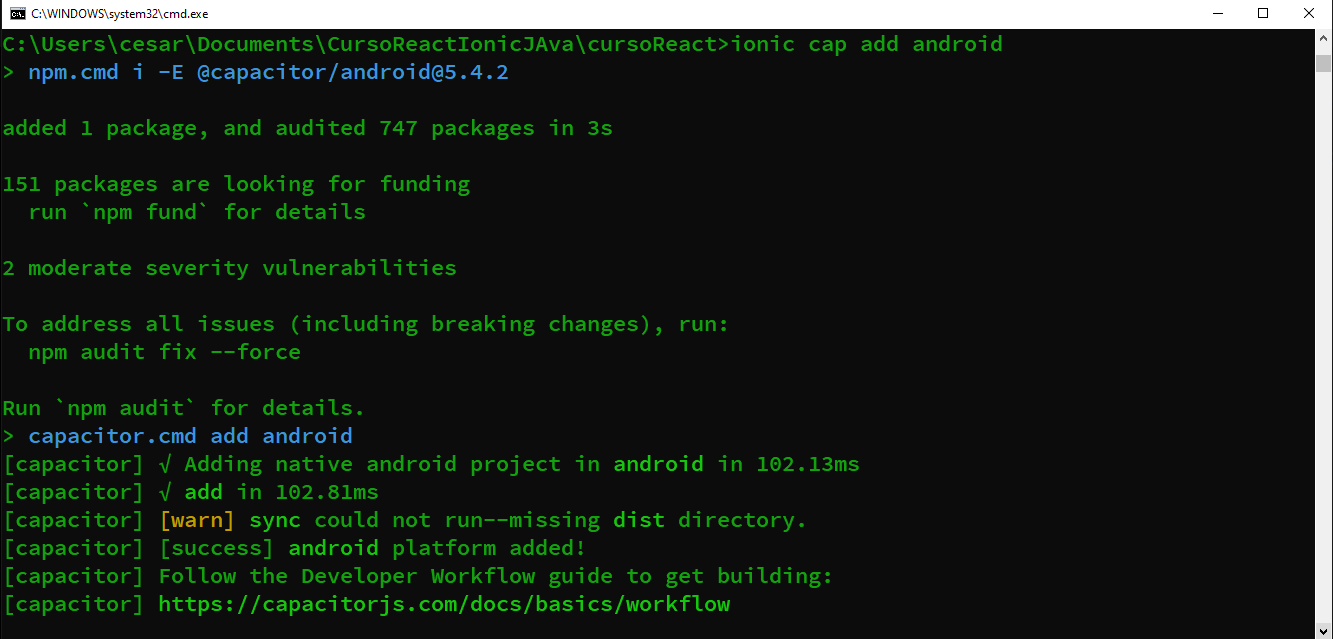 C:\WINDOWS\system32\cmd.exe
C:\Users\cesar\Documents\CursoReactIonicJAva\cursoReact>ionic cap add android
> npm.cmd i -E @capacitor/android@5.4.2
added 1 package, and audited 747 packages in 3s
151 packages are looking for funding
  run `npm fund` for details
2 moderate severity vulnerabilities
To address all issues (including breaking changes), run:
  npm audit fix --force
Run `npm audit` for details.
> capacitor.cmd add android
[capacitor] √ Adding native android project in android in 102.13ms
[capacitor] √ add in 102.81ms
[capacitor] [warn] sync could not run--missing dist directory.
[capacitor] [success] android platform added!
[capacitor] Follow the Developer Workflow guide to get building:
[capacitor] https://capacitorjs.com/docs/basics/workflow